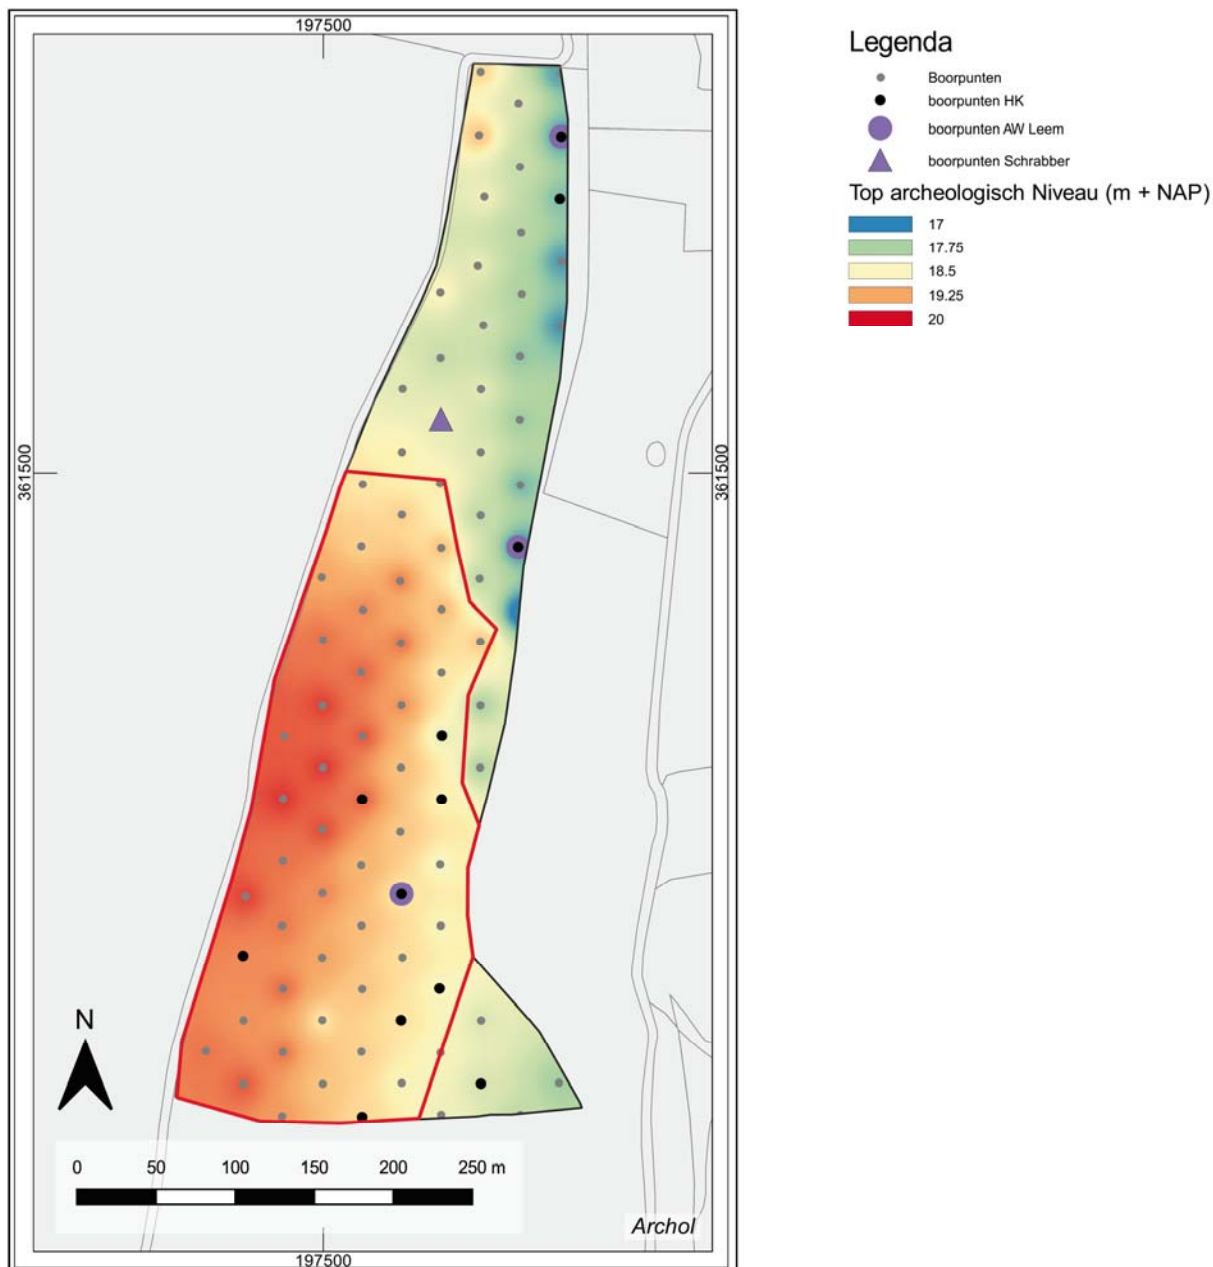 197500
361500
361500
N
0 50 100 150 200 250 m
Archol
197500
Legenda
Boorpunten
boorpunten HK
boorpunten AW Leem
boorpunten Schrabber
Top archeologisch Niveau (m + NAP)
17
17.75
18.5
19.25
20